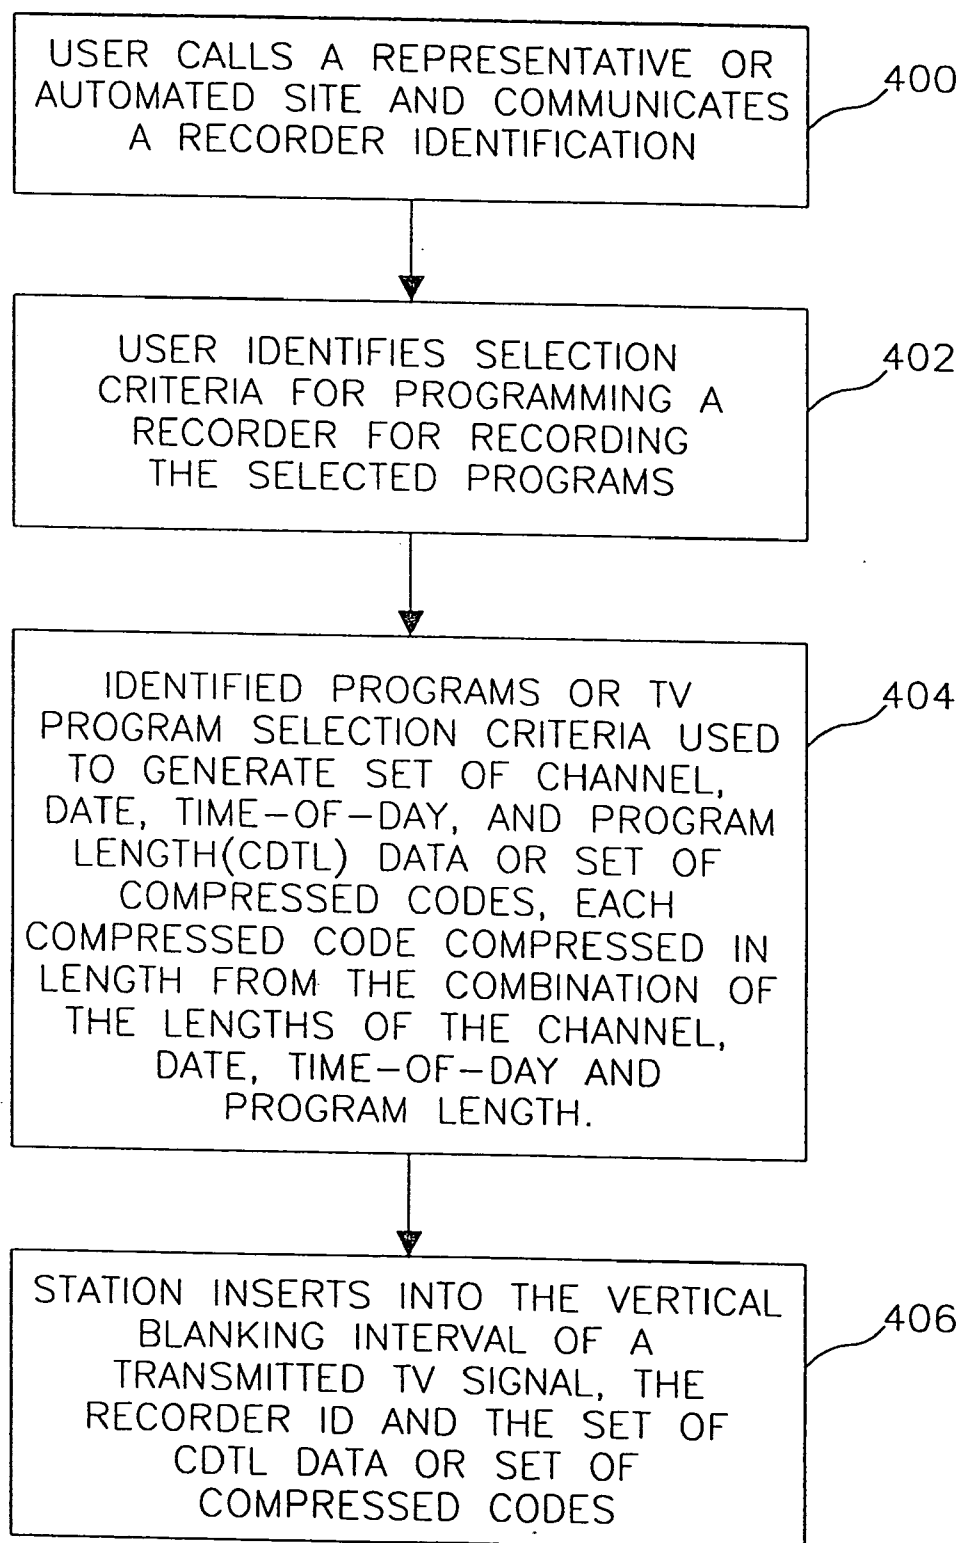 USER CALLS A REPRESENTATIVE OR
AUTOMATED SITE AND COMMUNICATES
A RECORDER IDENTIFICATION
400
USER IDENTIFIES SELECTION
CRITERIA FOR PROGRAMMING A
RECORDER FOR RECORDING
THE SELECTED PROGRAMS
402
IDENTIFIED PROGRAMS OR TV
PROGRAM SELECTION CRITERIA USED
TO GENERATE SET OF CHANNEL,
DATE, TIME-OF-DAY, AND PROGRAM
LENGTH(CDTL) DATA OR SET OF
COMPRESSED CODES, EACH
COMPRESSED CODE COMPRESSED IN
LENGTH FROM THE COMBINATION OF
THE LENGTHS OF THE CHANNEL,
DATE, TIME-OF-DAY AND
PROGRAM LENGTH.
404
STATION INSERTS INTO THE VERTICAL
BLANKING INTERVAL OF A
TRANSMITTED TV SIGNAL, THE
RECORDER ID AND THE SET OF
CDTL DATA OR SET OF
COMPRESSED CODES
406